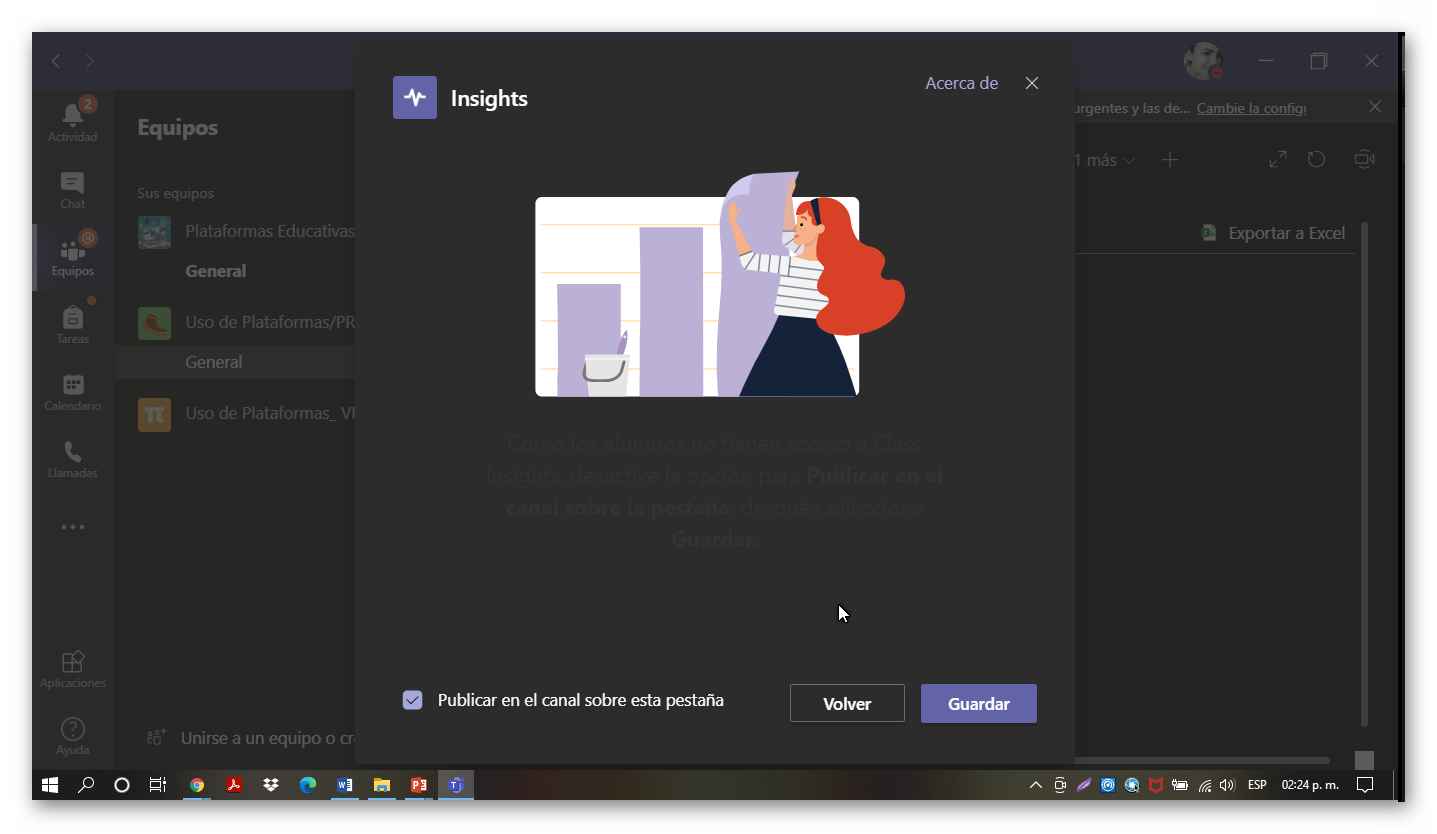 Acerca de
Insights
urgentes y las de... Cambie la config
2
Actividad
Equipos
1 más
Chat
Sus equipos
Plataformas Educativas
Exportar a Excel
Equipos
General
Uso de Plataformas/PR
Tareas
General
Calendario
Uso de Plataformas_ VI
Como los alumnos no tienen acceso a Class
Insights, desactive la opción para Publicar en el
canal sobre la pestaña, después seleccione
Guardar.
Llamadas
Aplicaciones
Publicar en el canal sobre esta pestaña
Volver
Guardar
Unirse a un equipo o cre
Ayuda
ESP
02:24 p. m.